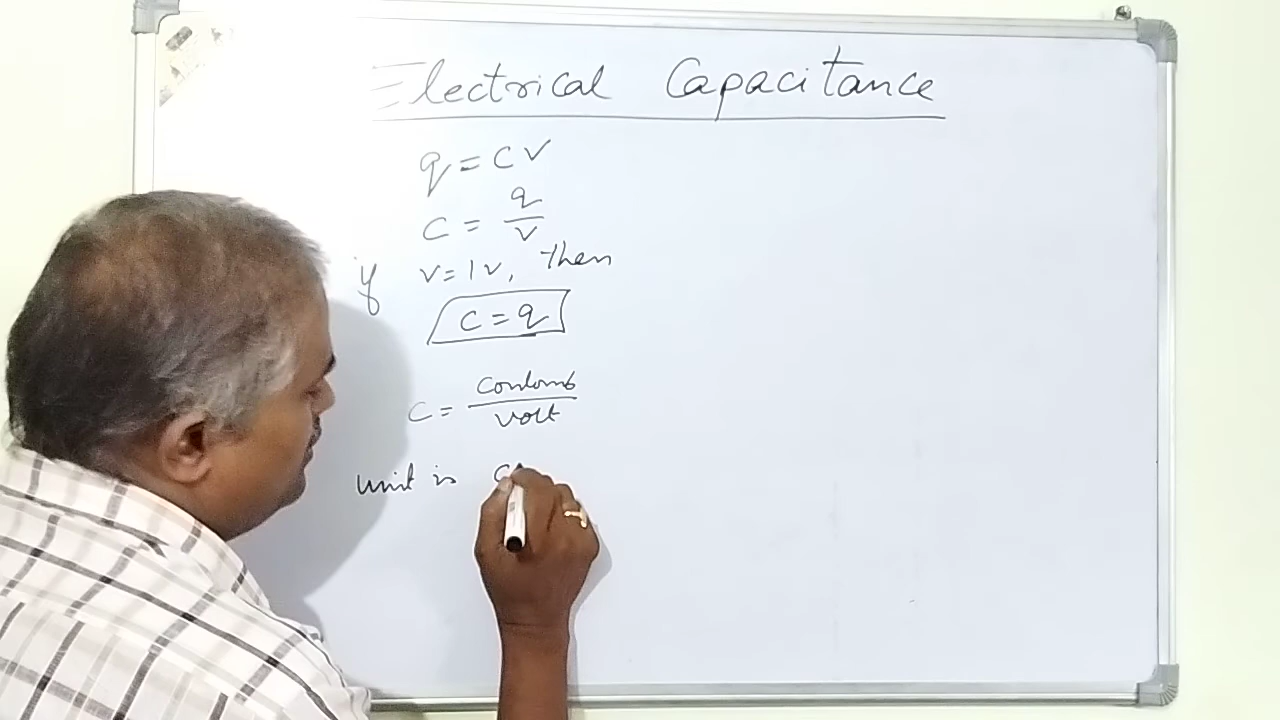 Electrical Capacitance
q = CV
C = q/V
if V = 1V, then
C = q
C = Coulomb/Volt
Unit is C